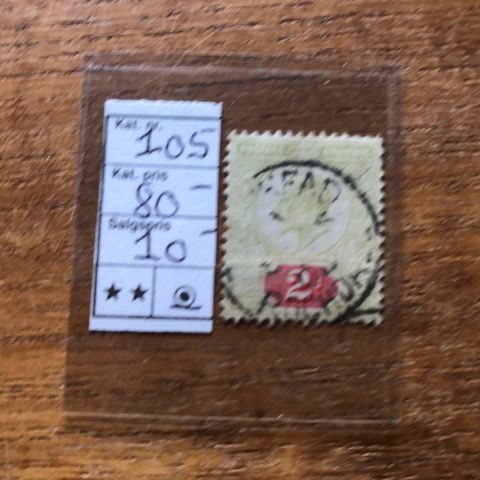 Kat. nr.
105
Kat. pris
80-
Salgspris
10-
★★
2